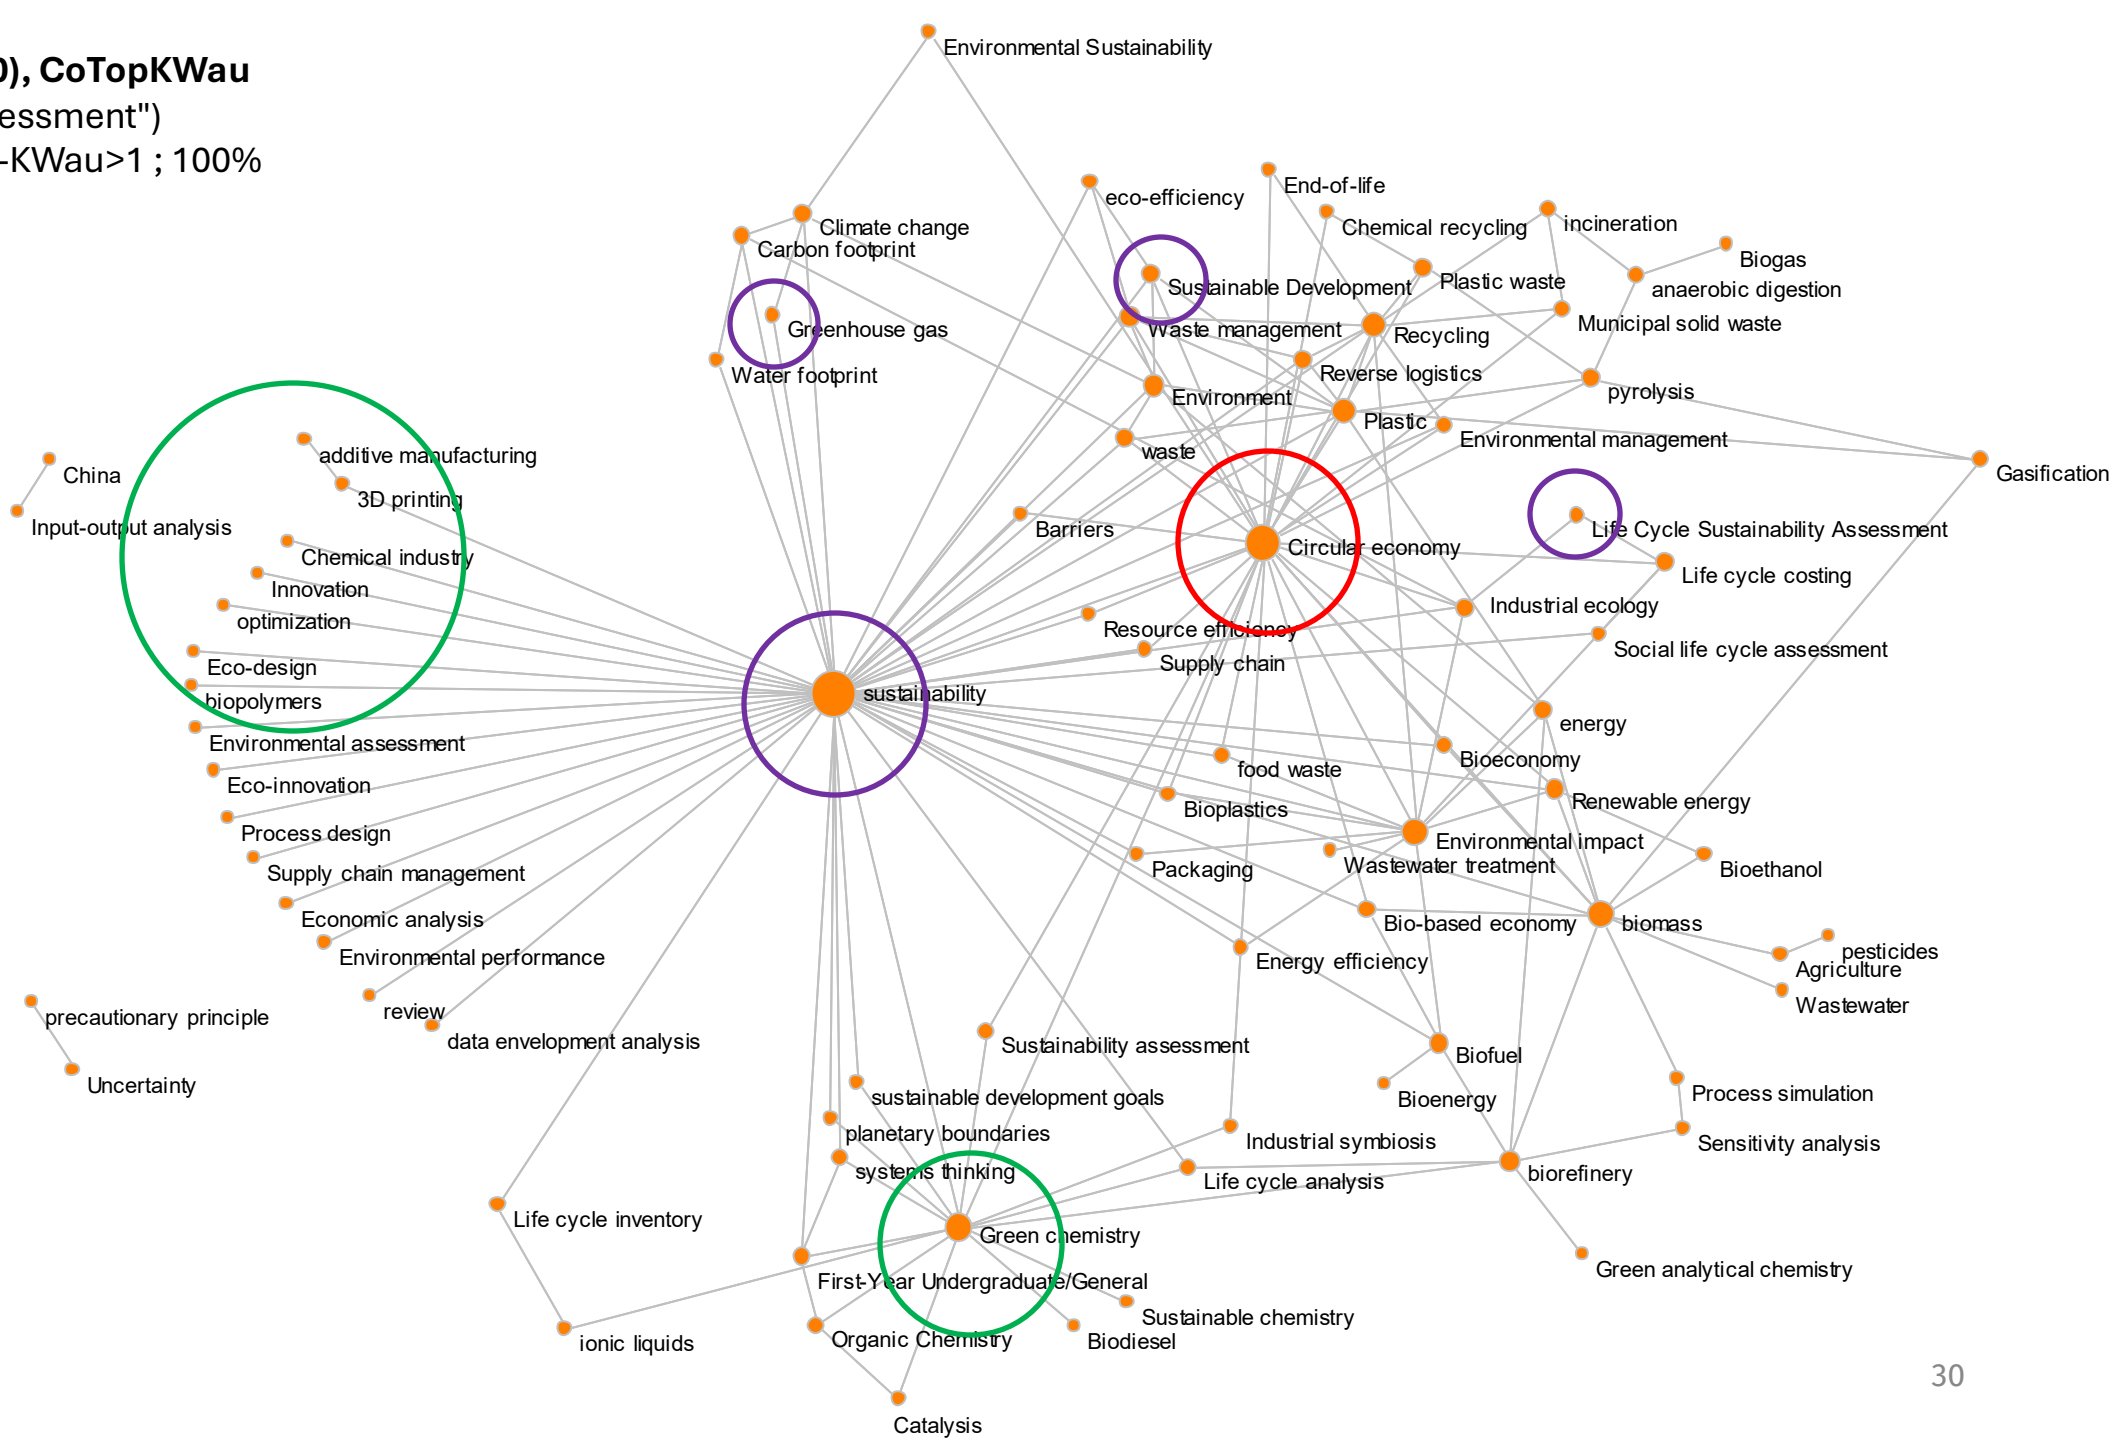 0), CoTopKWau
essment")
-KWau>1 ; 100%
Environmental Sustainability
eco-efficiency
End-of-life
Chemical recycling
incineration
Climate change
Carbon footprint
Biogas
Sustainable Development
Plastic waste
anaerobic digestion
Greenhouse gas
Waste management
Recycling
Municipal solid waste
Water footprint
Reverse logistics
Environment
pyrolysis
Plastic
Environmental management
waste
additive manufacturing
China
Gasification
3D printing
Input-output analysis
Barriers
Life Cycle Sustainability Assessment
Circular economy
Chemical industry
Life cycle costing
Innovation
Industrial ecology
optimization
Resource efficiency
Social life cycle assessment
Supply chain
Eco-design
sustainability
biopolymers
energy
Environmental assessment
Bioeconomy
food waste
Eco-innovation
Renewable energy
Bioplastics
Process design
Environmental impact
Wastewater treatment
Packaging
Bioethanol
Supply chain management
Economic analysis
Bio-based economy
biomass
pesticides
Environmental performance
Energy efficiency
Agriculture
Wastewater
review
precautionary principle
data envelopment analysis
Sustainability assessment
Biofuel
Uncertainty
sustainable development goals
Bioenergy
Process simulation
planetary boundaries
Industrial symbiosis
Sensitivity analysis
systems thinking
Life cycle analysis
biorefinery
Life cycle inventory
Green chemistry
Green analytical chemistry
First-Year Undergraduate/General
Sustainable chemistry
ionic liquids
Organic Chemistry
Biodiesel
30
Catalysis